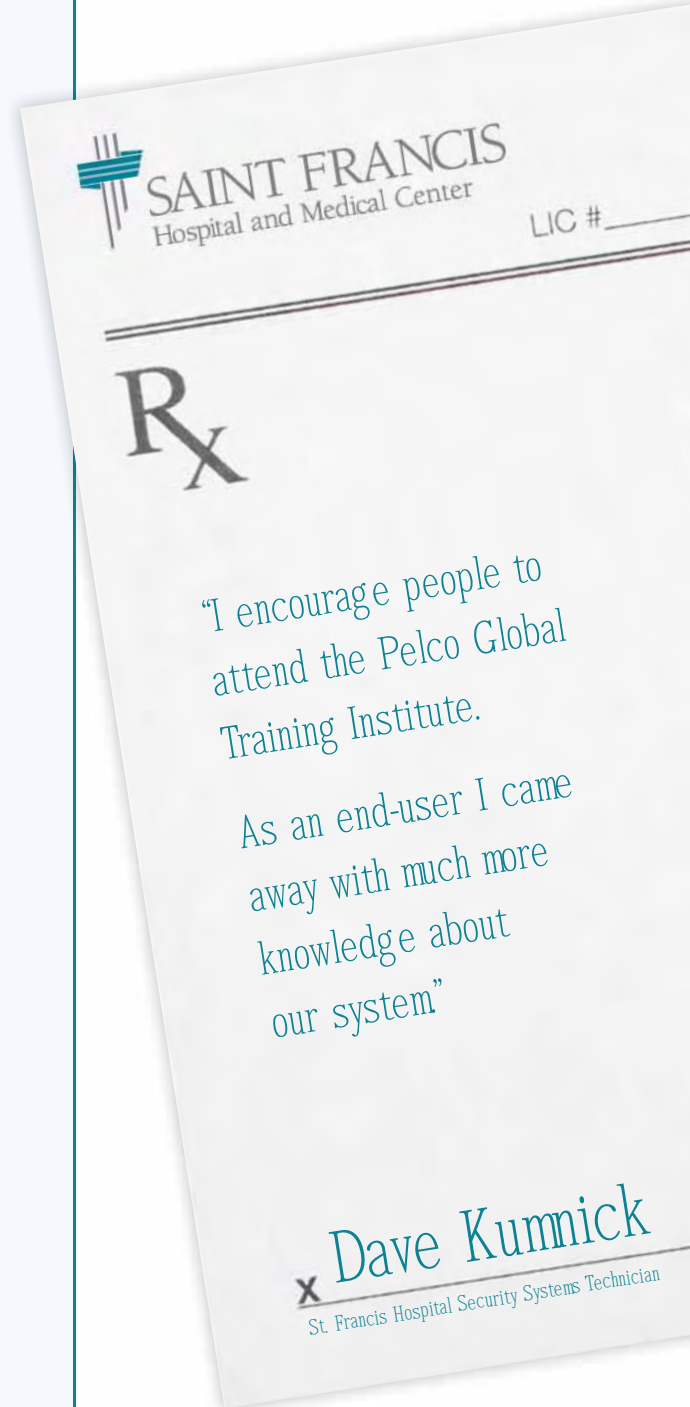 SAINT FRANCIS
Hospital and Medical Center
LIC #
Rx
“I encourage people to
attend the Pelco Global
Training Institute.
As an end-user I came
away with much more
knowledge about
our system.”
Dave Kumnick
x
St. Francis Hospital Security Systems Technician